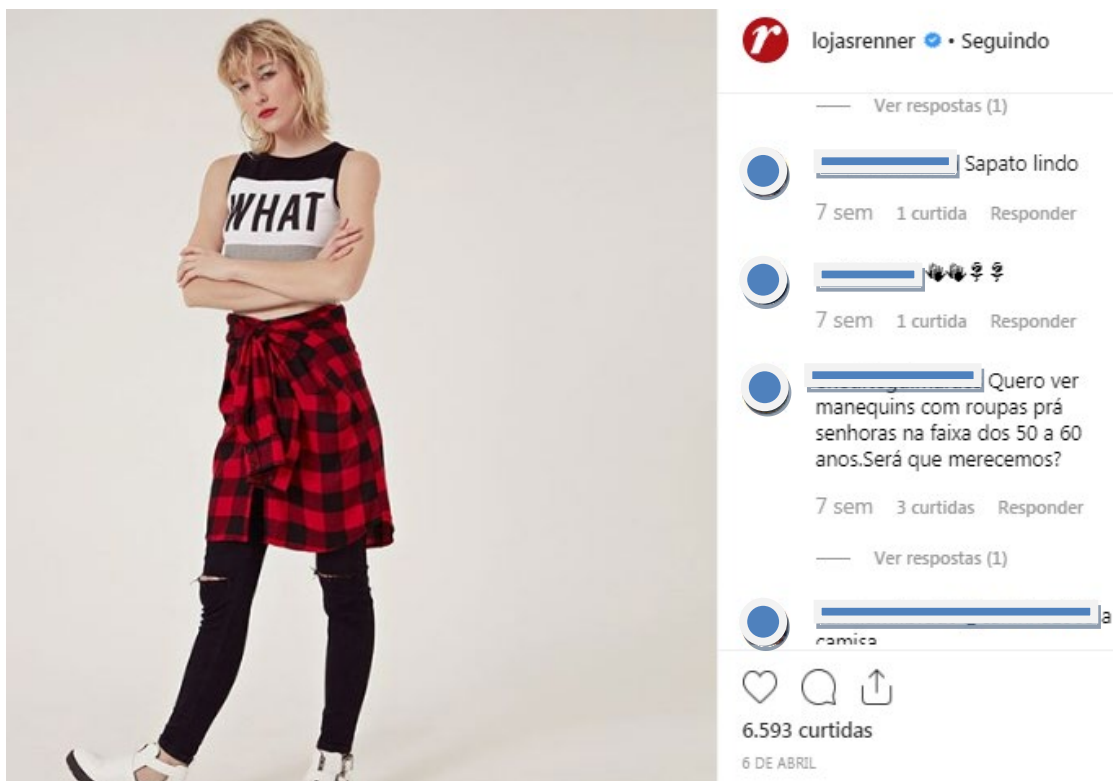 WHAT
r
lojasrenner • Seguindo
Ver respostas (1)
Sapato lindo
7 sem 1 curtida Responder
7 sem 1 curtida Responder
Quero ver
manequins com roupas prá
senhoras na faixa dos 50 a 60
anos.Será que merecemos?
7 sem 3 curtidas Responder
Ver respostas (1)
a
camisa
6.593 curtidas
6 DE ABRIL